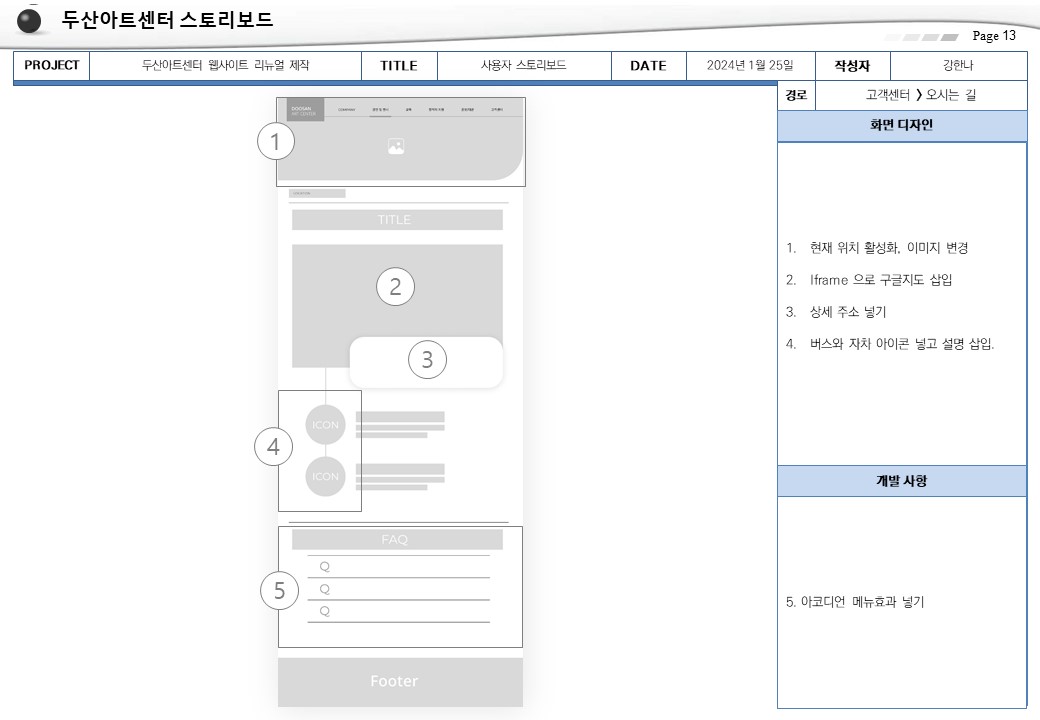 두산아트센터 스토리보드
Page 13
PROJECT 두산아트센터 웹사이트 리뉴얼 제작 TITLE 사용자 스토리보드 DATE 2024년 1월 25일 작성자 강한나
경로 고객센터 > 오시는 길
화면 디자인
DOOSAN
ART CENTER
1
TITLE
2
3
4
ICON
ICON
5
FAQ
Q
Q
Q
Footer
1. 현재 위치 활성화, 이미지 변경
2. Iframe 으로 구글지도 삽입
3. 상세 주소 넣기
4. 버스와 자차 아이콘 넣고 설명 삽입.
개발 사항
5. 아코디언 메뉴효과 넣기